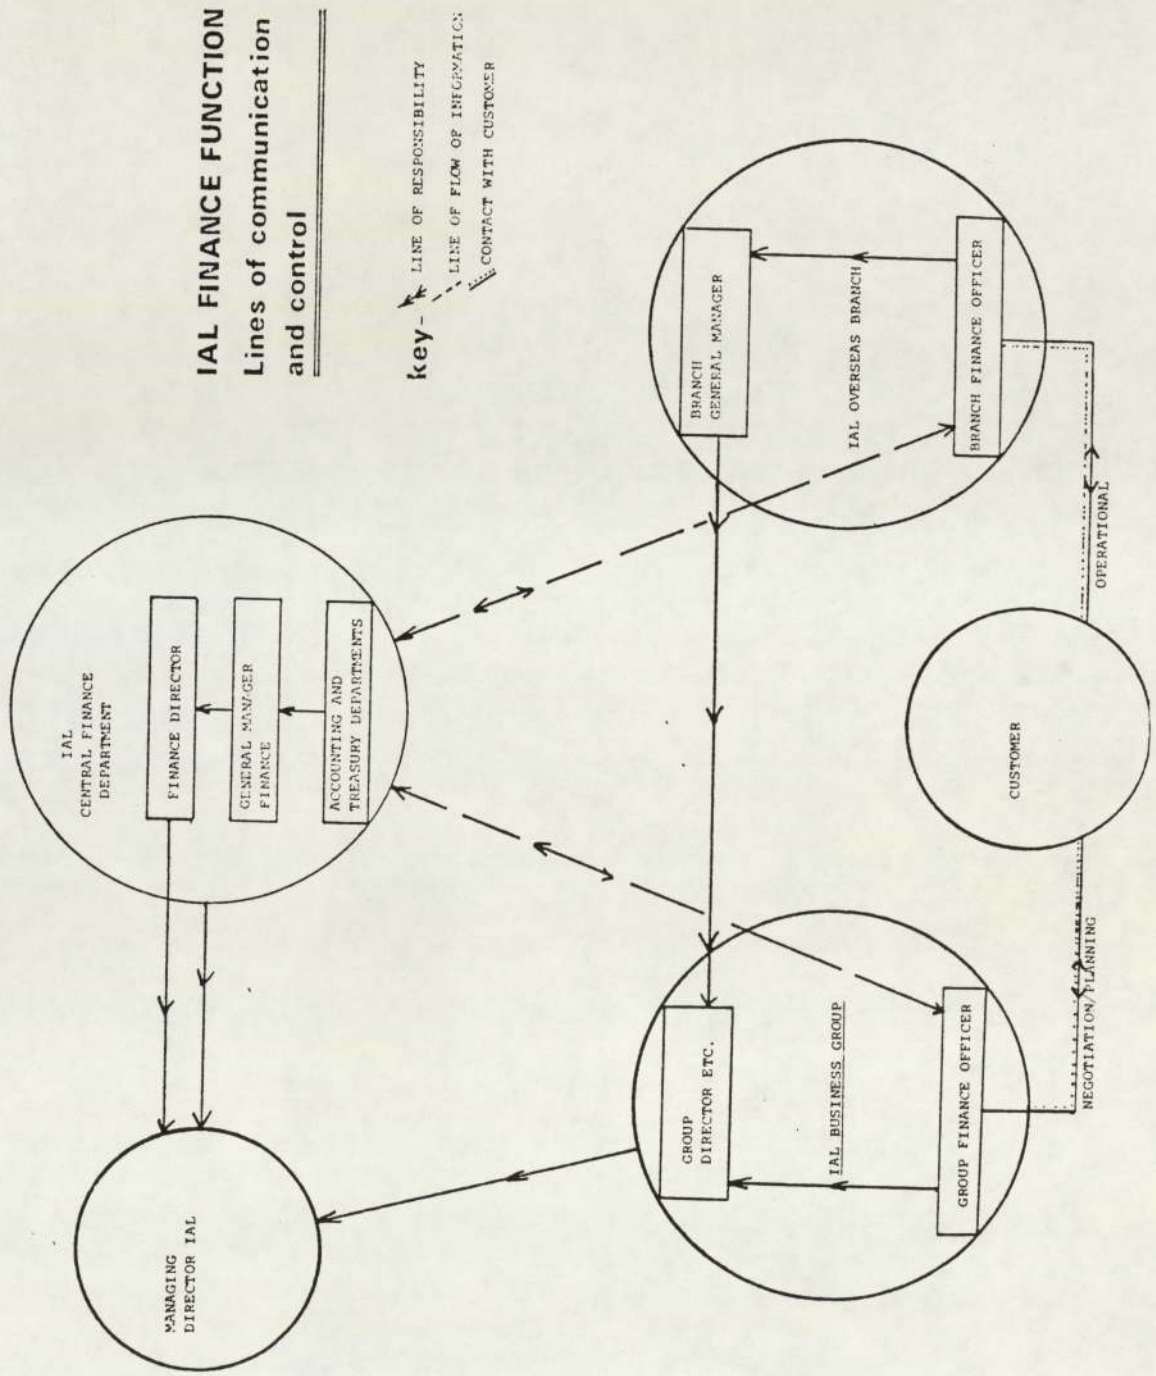 IAL FINANCE FUNCTION
Lines of communication
and control
key-
LINE OF RESPONSIBILITY
LINE OF FLOW OF INFORMATION
CONTACT WITH CUSTOMER
IAL
CENTRAL FINANCE
DEPARTMENT
FINANCE DIRECTOR
GENERAL MANAGER
FINANCE
ACCOUNTING AND
TREASURY DEPARTMENTS
MANAGING
DIRECTOR IAL
GROUP
DIRECTOR ETC.
IAL BUSINESS GROUP
GROUP FINANCE OFFICER
BRANCH
GENERAL MANAGER
IAL OVERSEAS BRANCH
BRANCH FINANCE OFFICER
CUSTOMER
NEGOTIATION/PLANNING
OPERATIONAL